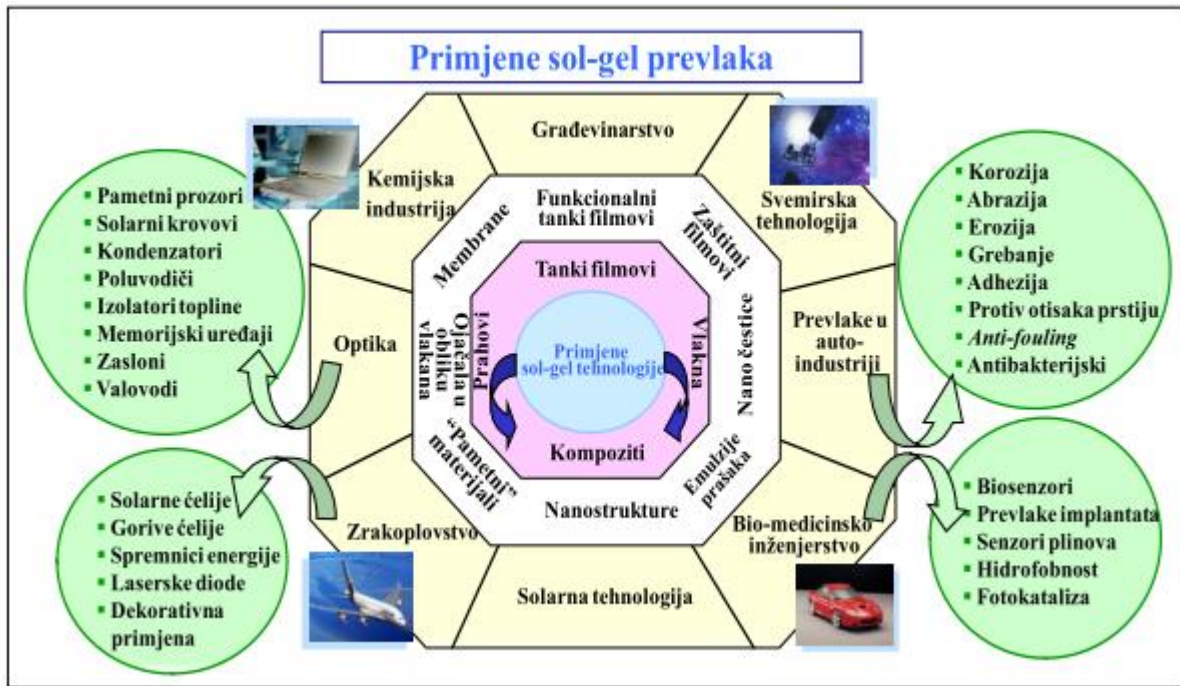 Primjene sol-gel prevlaka
Građevinarstvo
Kemijska
industrija
Svemirska
tehnologija
Optika
Prevlake u
auto-
industriji
Zrakoplovstvo
Solarna tehnologija
Bio-medicinsko
inženjerstvo
Funkcionalni
tanki filmovi
Membrane
Zaštitni
filmovi
Ojačala u
obliku
vlakana
Nano čestice
“Pametni”
materijali
Nanostrukture
Emulzije
prašaka
Tanki filmovi
Prahovi
Vlakna
Kompoziti
Primjene
sol-gel tehnologije
▪ Pametni prozori
▪ Solarni krovovi
▪ Kondenzatori
▪ Poluvodiči
▪ Izolatori topline
▪ Memorijski uređaji
▪ Zasloni
▪ Valovodi
▪ Solarne ćelije
▪ Gorive ćelije
▪ Spremnici energije
▪ Laserske diode
▪ Dekorativna
primjena
▪ Korozija
▪ Abrazija
▪ Erozija
▪ Grebanje
▪ Adhezija
▪ Protiv otisaka prstiju
▪ Anti-fouling
▪ Antibakterijski
▪ Biosenzori
▪ Prevlake implantata
▪ Senzori plinova
▪ Hidrofobnost
▪ Fotokataliza